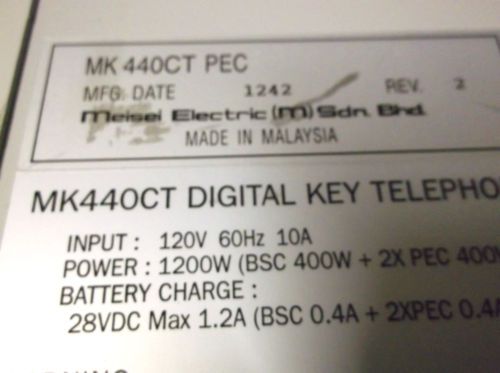 MK 440CT PEC
MFG. DATE 1242 REV. 2
Meisei Electric (M) Sdn. Bhd.
MADE IN MALAYSIA
MK440CT DIGITAL KEY TELEPHO
INPUT : 120V 60Hz 10A
POWER : 1200W (BSC 400W + 2X PEC 400W
BATTERY CHARGE :
28VDC Max 1.2A (BSC 0.4A + 2XPEC 0.4A